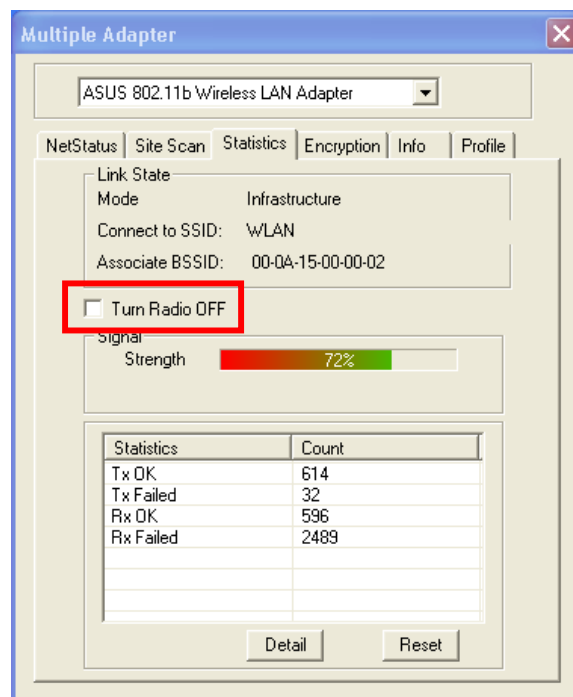 Multiple Adapter
ASUS 802.11b Wireless LAN Adapter
NetStatus Site Scan Statistics Encryption Info Profile
Link State
Mode Infrastructure
Connect to SSID: WLAN
Associate BSSID: 00-0A-15-00-00-02
Turn Radio OFF
Signal
Strength 72%
Statistics Count
Tx OK 614
Tx Failed 32
Rx OK 596
Rx Failed 2489
Detail Reset